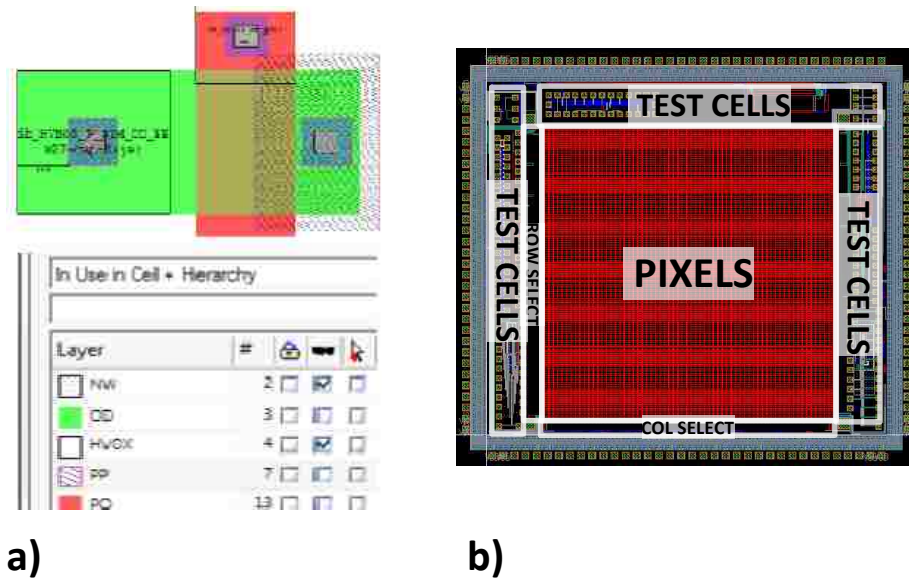 In Use in Cell + Hierarchy
Layer #
NW 2
OD 3
HVOX 4
PP 7
PO 13
a)
TEST CELLS
TEST CELLS
ROW SELECT
PIXELS
TEST CELLS
COL SELECT
b)